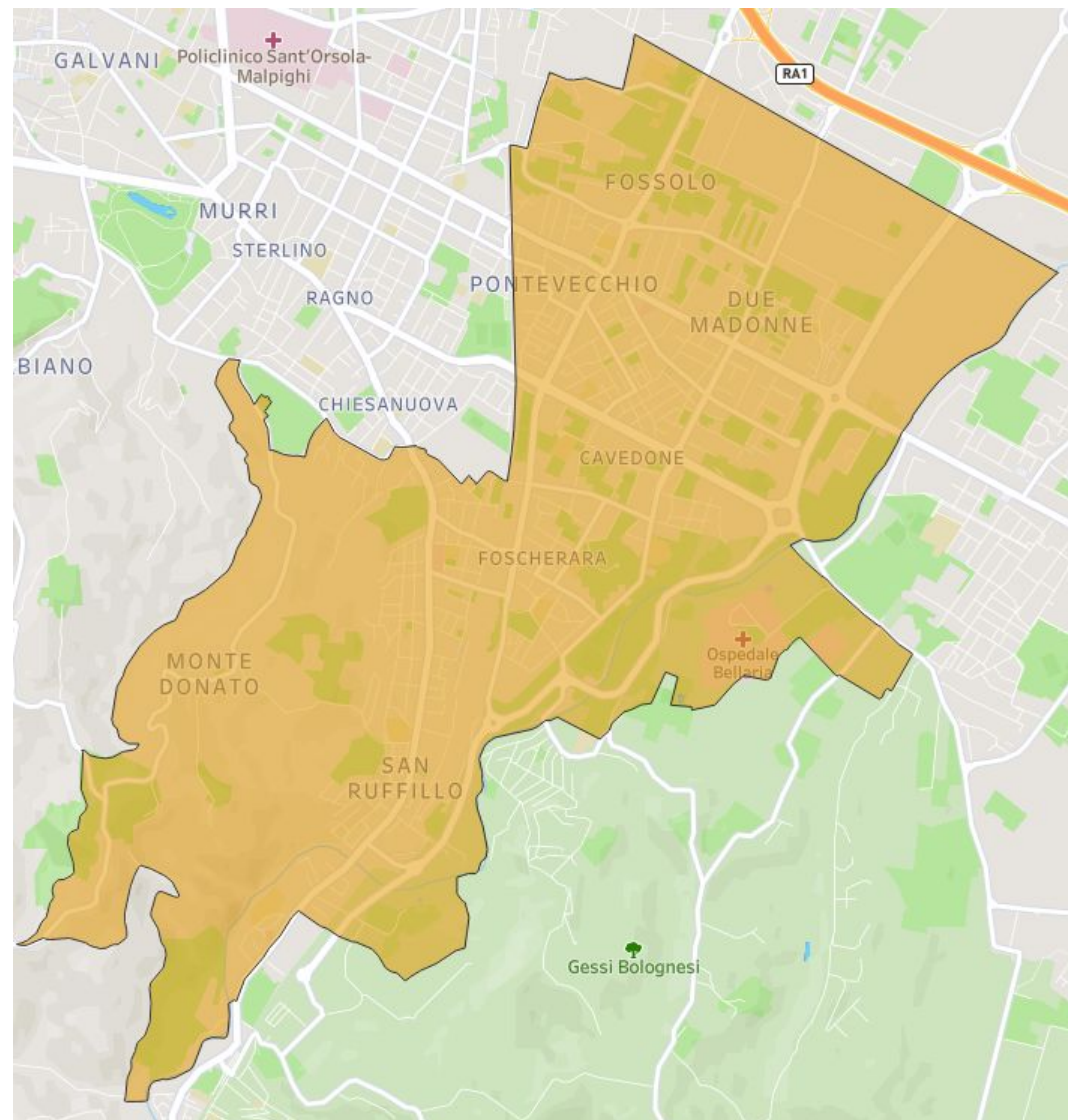 GALVANI
Policlinico Sant'Orsola-
Malpighi
RA1
FOSSOLO
MURRI
STERLINO
RAGNO
PONTEVECCHIO
DUE
MADONNE
BIANO
CHIESANUOVA
CAVEDONE
FOSCHERARA
Ospedale
Bellaria
MONTE
DONATO
SAN
RUFFILLO
Gessi Bolognesi